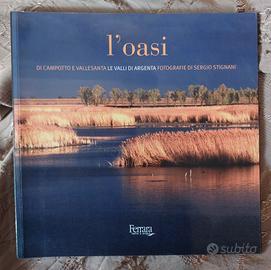 l'oasi
DI CAMPOTTO E VALLESANTA LE VALLI DI ARGENTA FOTOGRAFIE DI SERGIO STIGNANI
Ferrara
subito